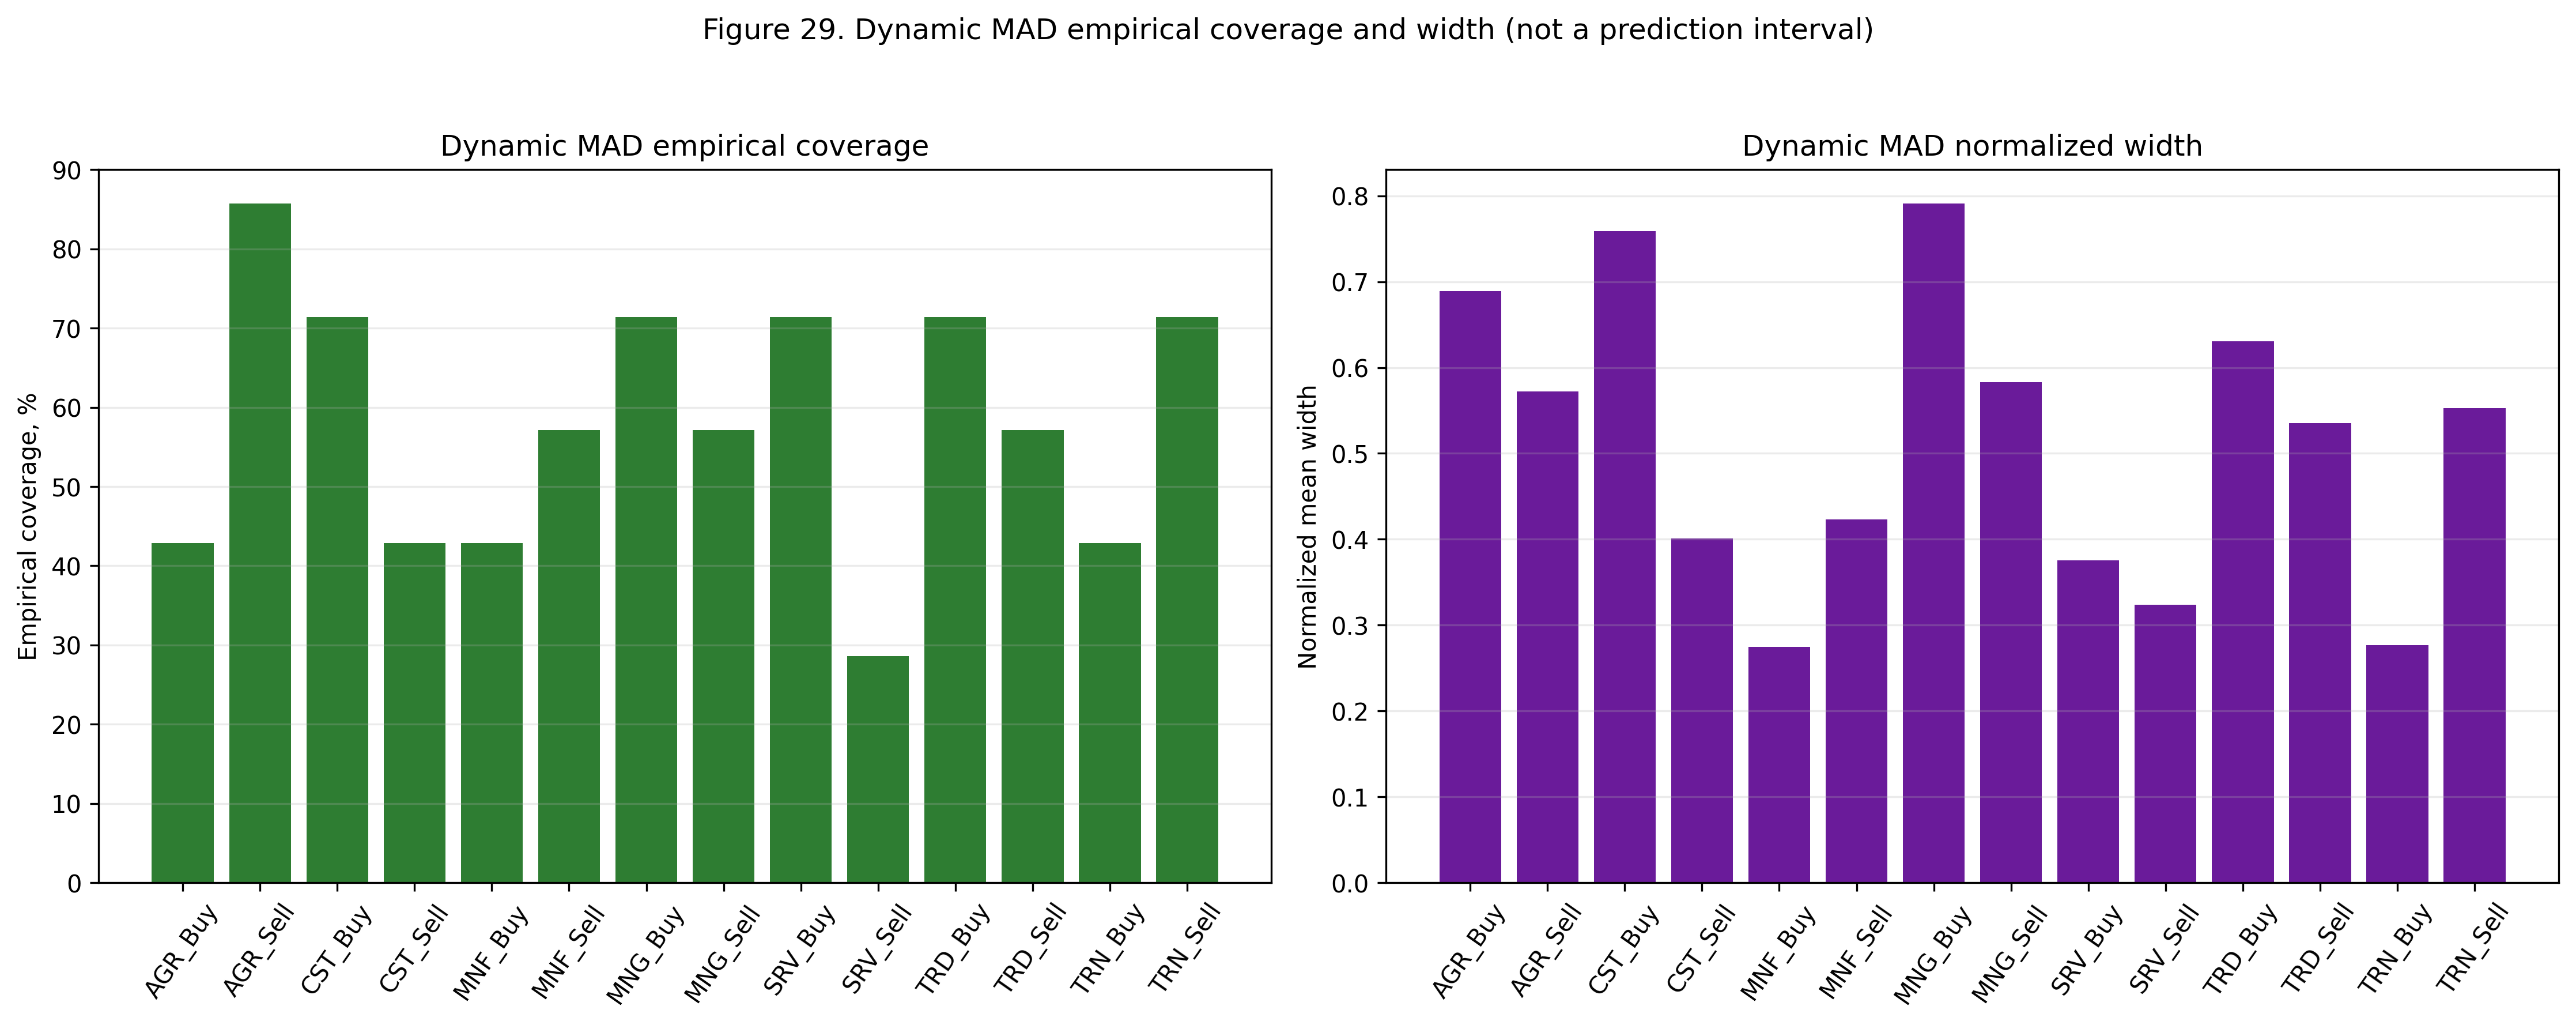 Figure 29. Dynamic MAD empirical coverage and width (not a prediction interval)
Dynamic MAD empirical coverage
Empirical coverage, %
90
80
70
60
50
40
30
20
10
0
AGR_Buy
AGR_Sell
CST_Buy
CST_Sell
MNF_Buy
MNF_Sell
MNG_Buy
MNG_Sell
SRV_Buy
SRV_Sell
TRD_Buy
TRD_Sell
TRN_Buy
TRN_Sell
Dynamic MAD normalized width
Normalized mean width
0.8
0.7
0.6
0.5
0.4
0.3
0.2
0.1
0.0
AGR_Buy
AGR_Sell
CST_Buy
CST_Sell
MNF_Buy
MNF_Sell
MNG_Buy
MNG_Sell
SRV_Buy
SRV_Sell
TRD_Buy
TRD_Sell
TRN_Buy
TRN_Sell